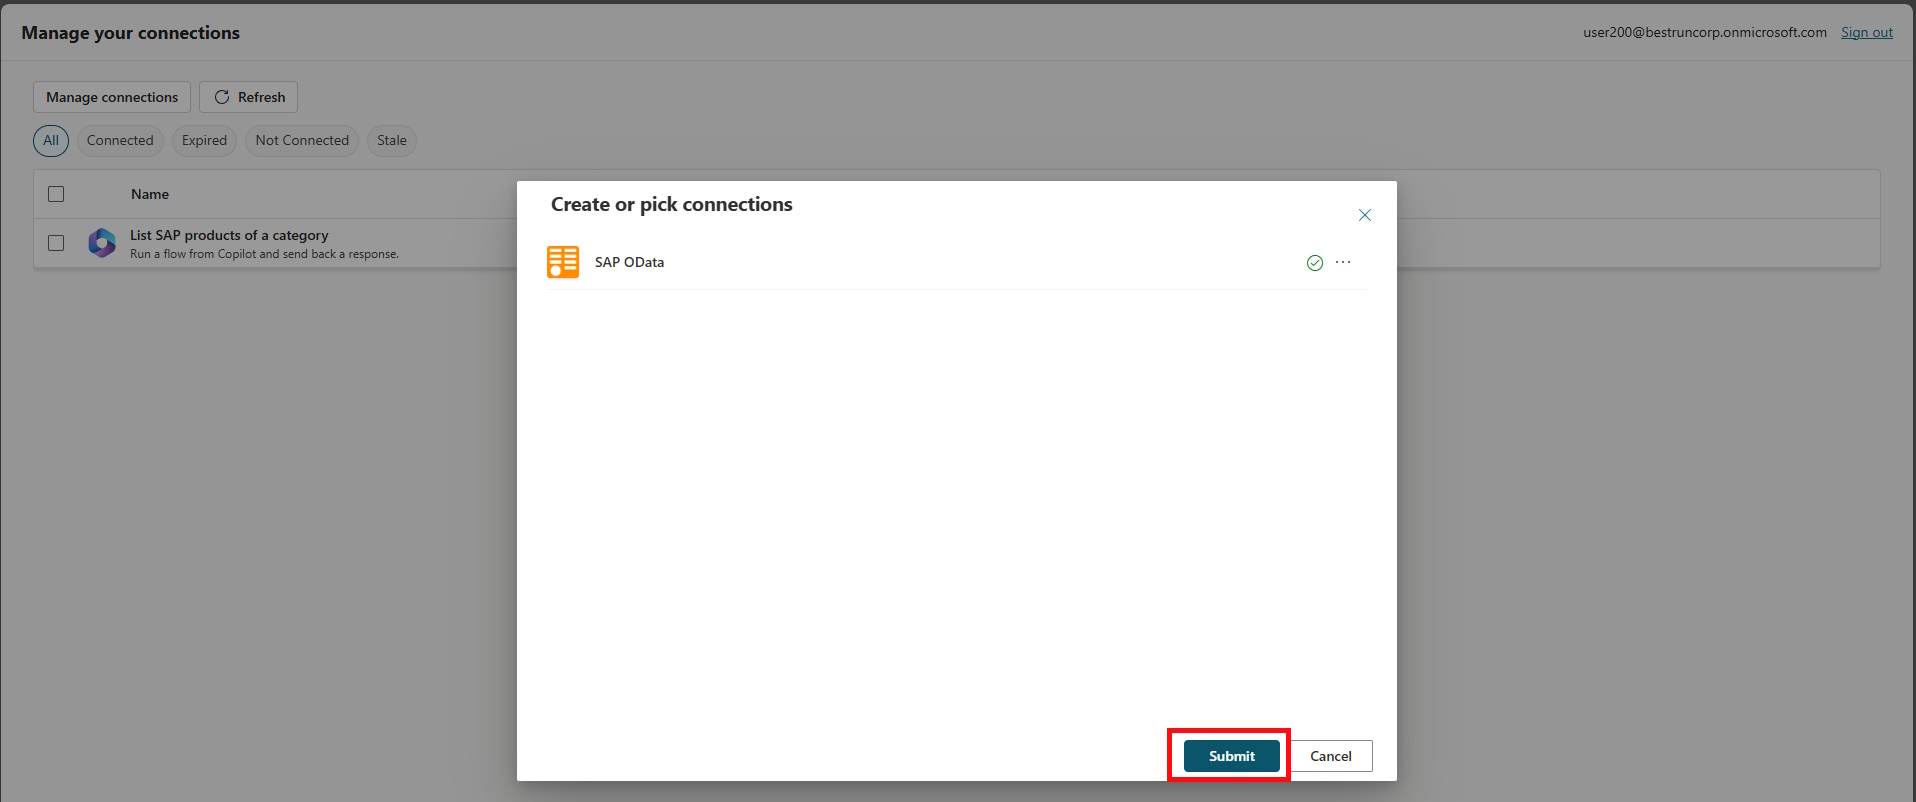 Manage your connections
user200@bestruncorp.onmicrosoft.com Sign out
Manage connections Refresh
All Connected Expired Not Connected Stale
Name
List SAP products of a category
Run a flow from Copilot and send back a response.
Create or pick connections
SAP OData
Submit Cancel